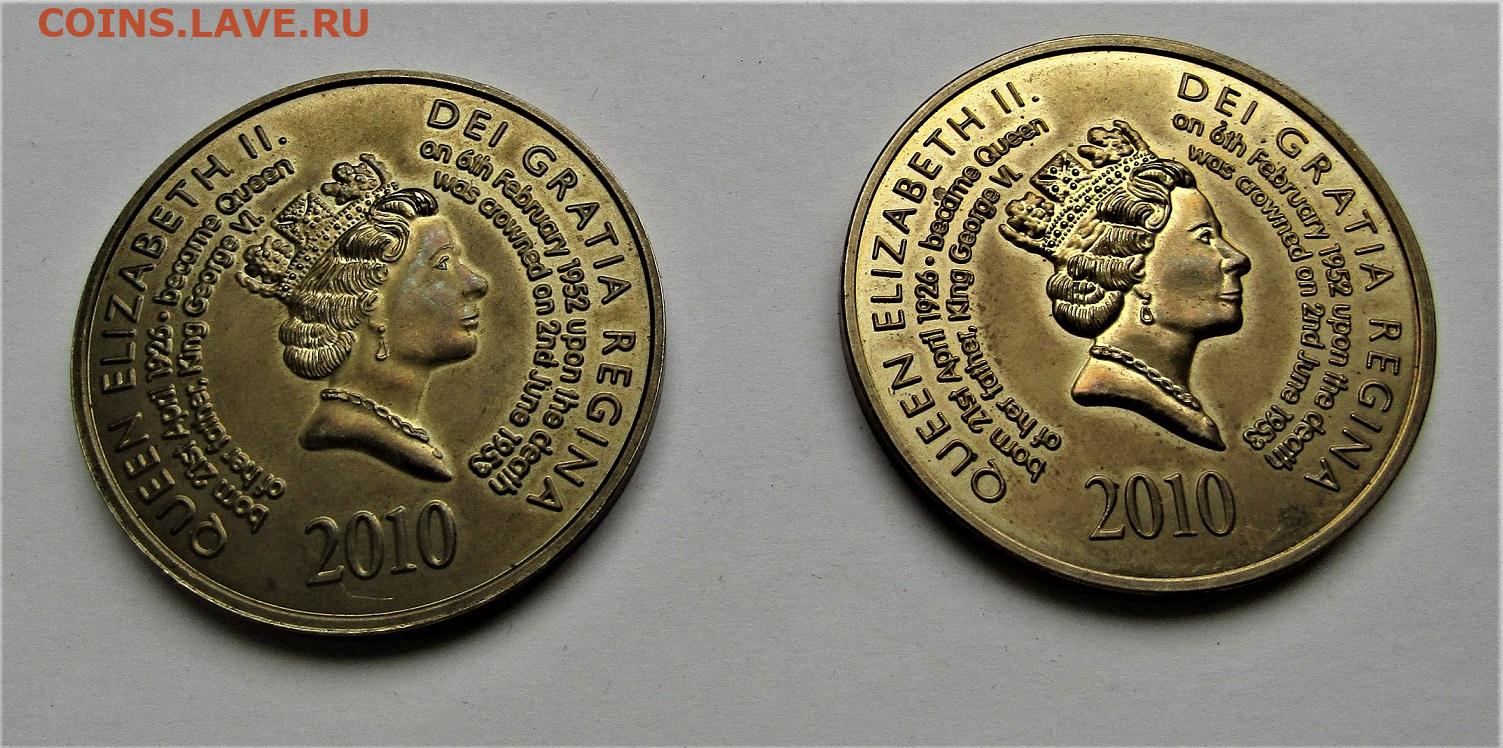 COINS.LAVE.RU
QUEEN ELIZABETH II. DEI GRATIA REGINA
born 21st April 1926 · became Queen on 6th February 1952 upon the death
of her father, King George VI. was crowned on 2nd June 1953
2010
QUEEN ELIZABETH II. DEI GRATIA REGINA
born 21st April 1926 · became Queen on 6th February 1952 upon the death
of her father, King George VI. was crowned on 2nd June 1953
2010